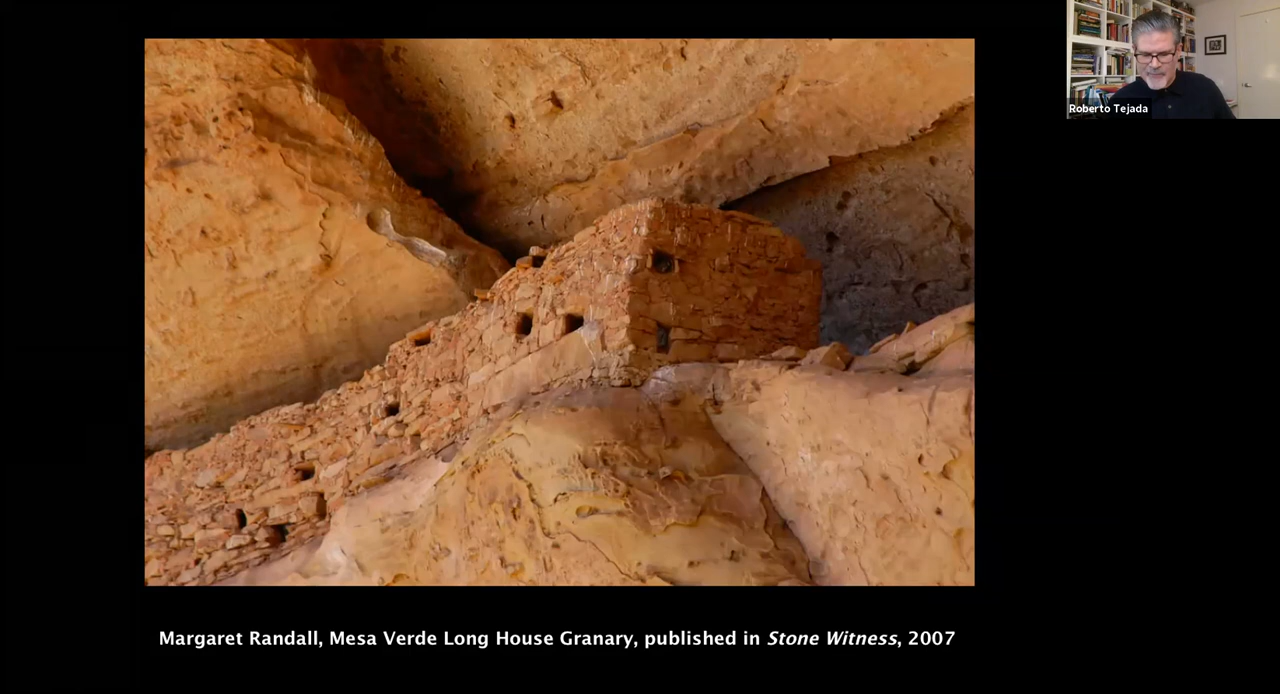 Roberto Tejada
Margaret Randall, Mesa Verde Long House Granary, published in Stone Witness, 2007